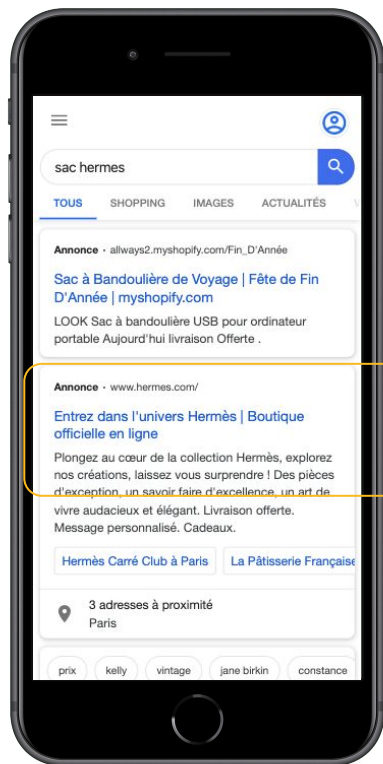 sac hermes
TOUS SHOPPING IMAGES ACTUALITÉS
Annonce · allways2.myshopify.com/Fin_D'Année
Sac à Bandoulière de Voyage | Fête de Fin
D'Année | myshopify.com
LOOK Sac à bandoulière USB pour ordinateur
portable Aujourd'hui livraison Offerte .
Annonce · www.hermes.com/
Entrez dans l'univers Hermès | Boutique
officielle en ligne
Plongez au cœur de la collection Hermès, explorez
nos créations, laissez vous surprendre ! Des pièces
d'exception, un savoir faire d'excellence, un art de
vivre audacieux et élégant. Livraison offerte.
Message personnalisé. Cadeaux.
Hermès Carré Club à Paris La Pâtisserie Française
3 adresses à proximité
Paris
prix kelly vintage jane birkin constance